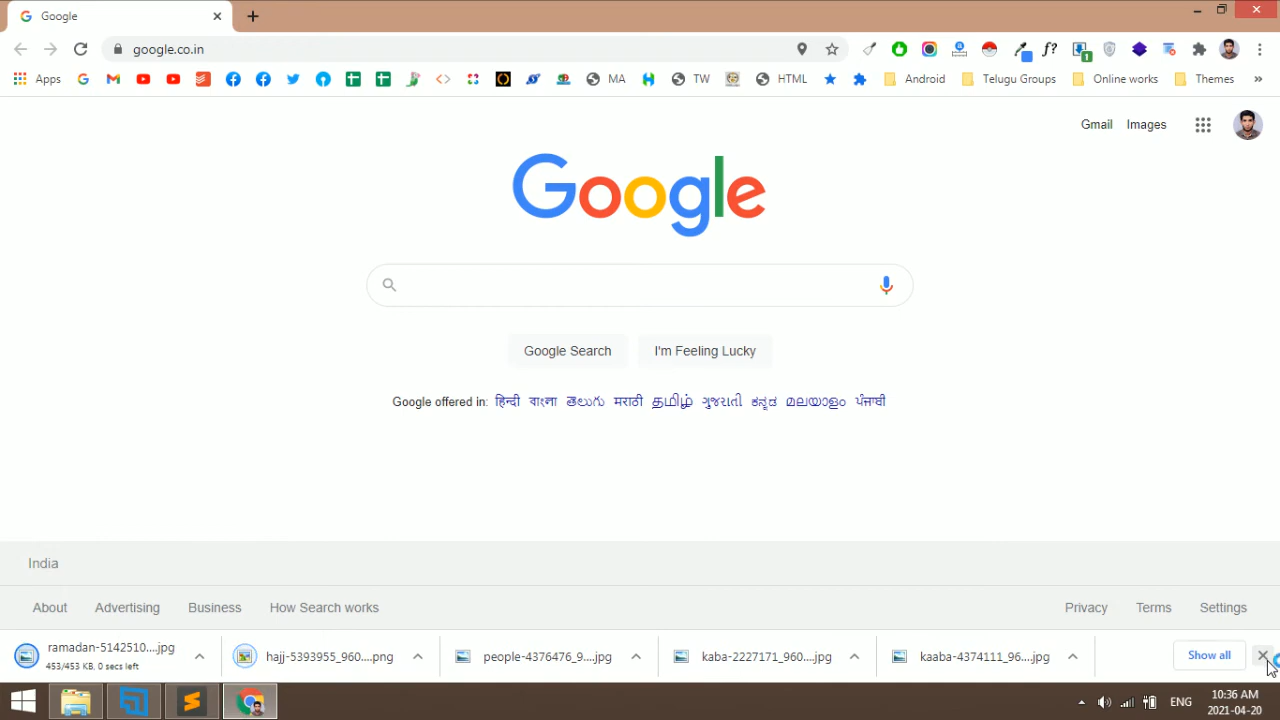 Google
google.co.in
Apps
MA
TW
HTML
Android
Telugu Groups
Online works
Themes
»
Gmail
Images
Google
Google Search
I'm Feeling Lucky
Google offered in: हिन्दी বাংলা తెలుగు मराठी தமிழ் ગુજરાતી ಕನ್ನಡ മലയാളം ਪੰਜਾਬੀ
India
About
Advertising
Business
How Search works
Privacy
Terms
Settings
ramadan-5142510....jpg
453/453 KB, 0 secs left
hajj-5393955_960....png
people-4376476_9....jpg
kaba-2227171_960....jpg
kaaba-4374111_96....jpg
Show all
ENG
10:36 AM
2021-04-20